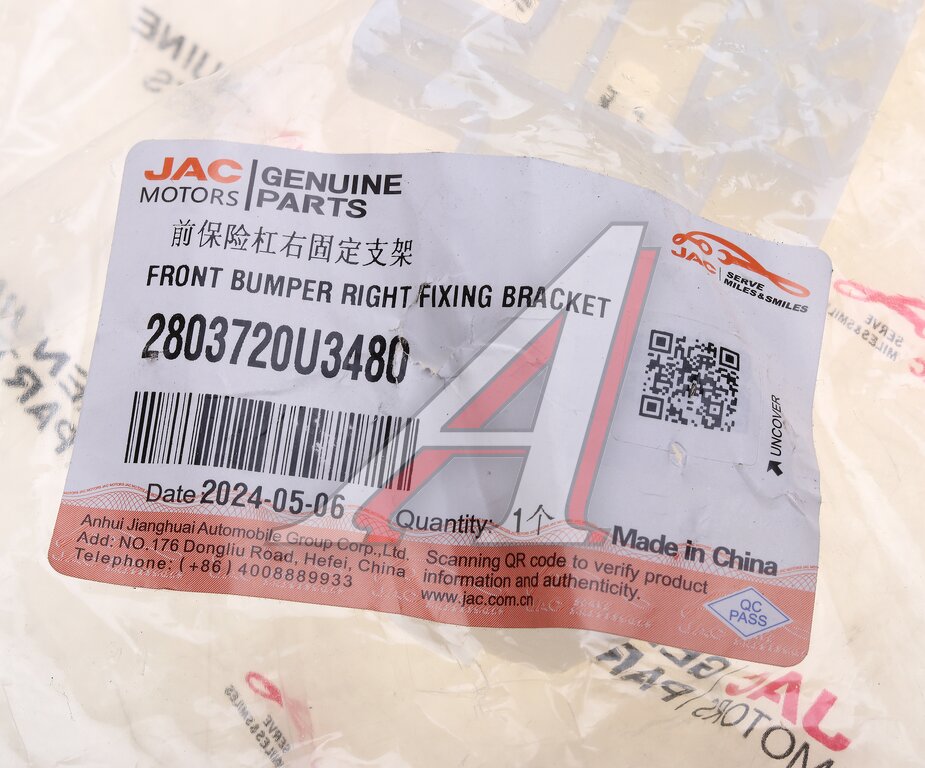 JAC
MOTORS
GENUINE
PARTS
前保险杠右固定支架
FRONT BUMPER RIGHT FIXING BRACKET
2803720U3480
JAC
SERVE
MILES&SMILES
UNCOVER
Date 2024-05-06
Quantity: 1个
Made in China
Anhui Jianghuai Automobile Group Corp., Ltd.
Add: NO.176 Dongliu Road, Hefei, China
Telephone: (+86) 4008889933
Scanning QR code to verify product
information and authenticity.
www.jac.com.cn
QC
PASS
SERVE
MILES&SMILES
JAC
MOTORS